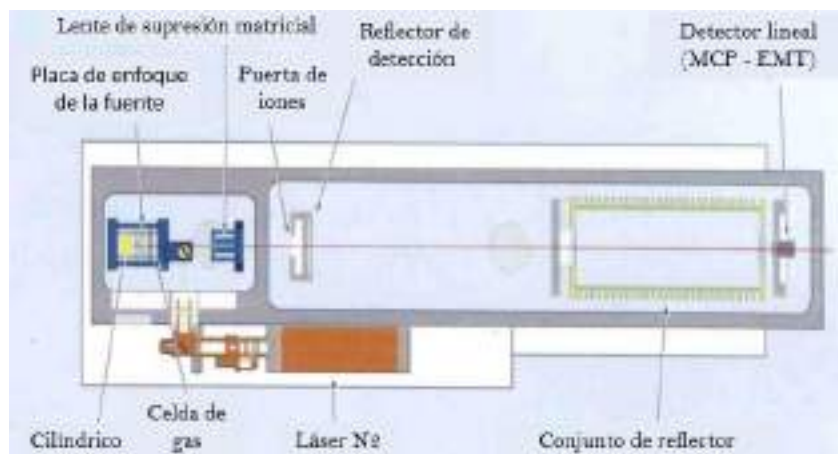 Lente de supresión matricial
Placa de enfoque
de la fuente
Puerta de
iones
Reflector de
detección
Detector lineal
(MCP - EMT)
Cilíndrico
Celda de
gas
Láser N2
Conjunto de reflector